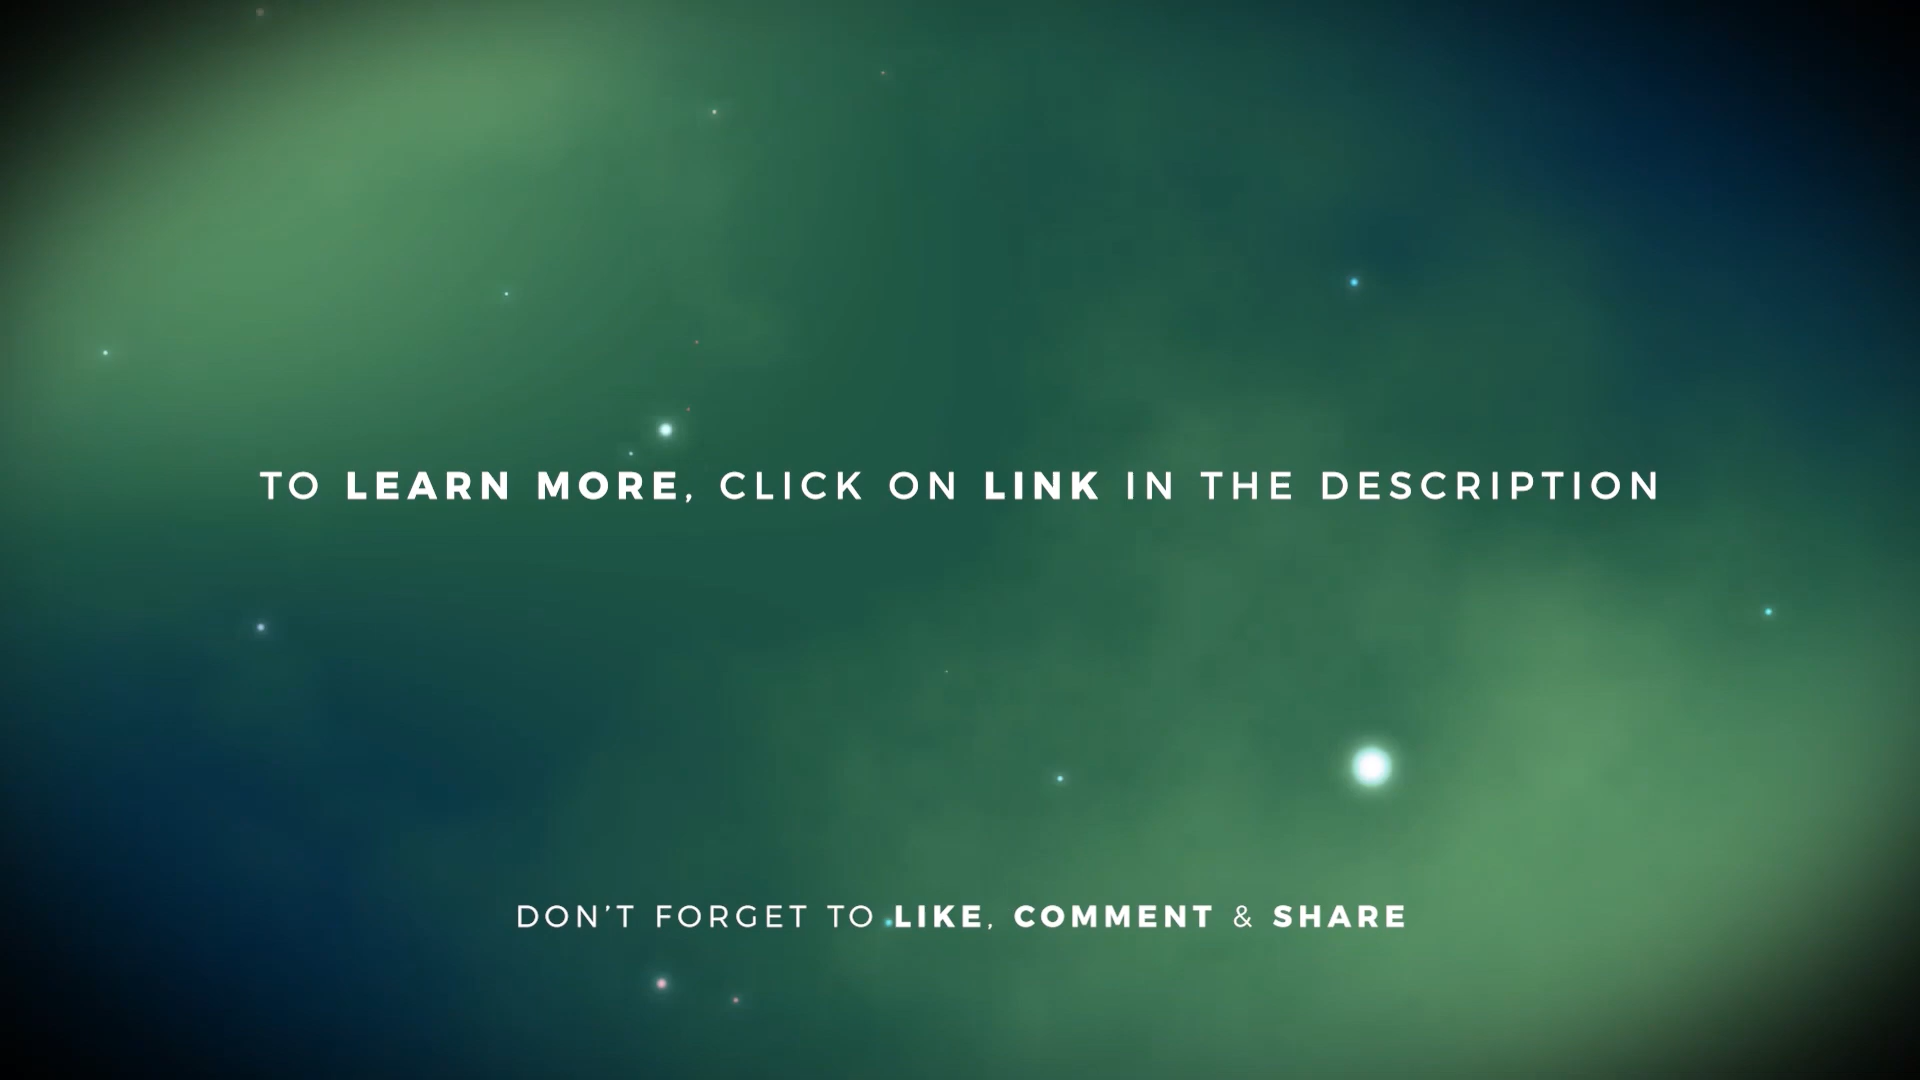 TO LEARN MORE, CLICK ON LINK IN THE DESCRIPTION
DON’T FORGET TO LIKE, COMMENT & SHARE